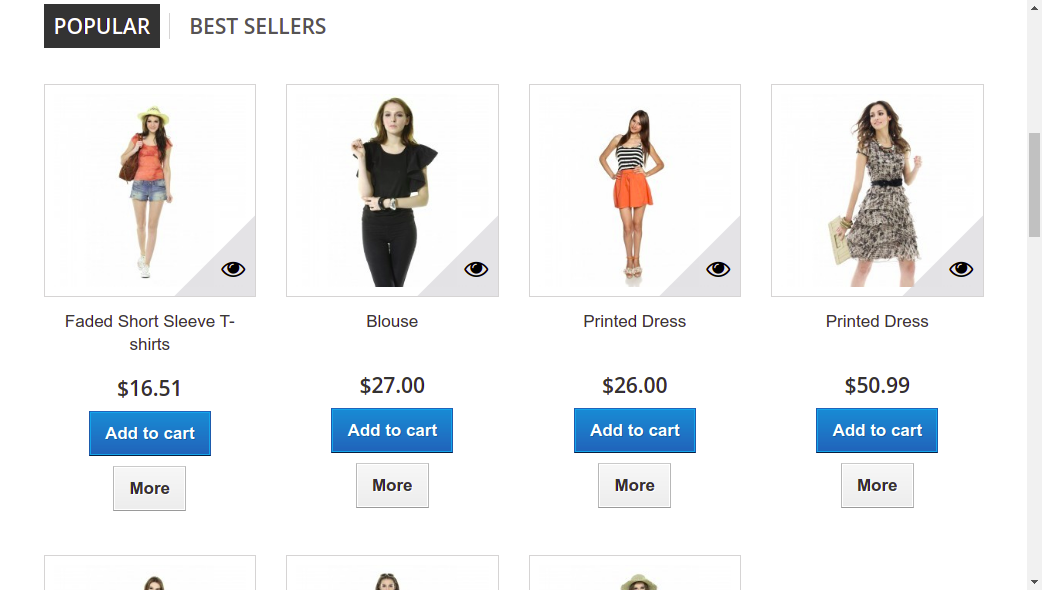 POPULAR
BEST SELLERS
Faded Short Sleeve T-
shirts
$16.51
Add to cart
More
Blouse
$27.00
Add to cart
More
Printed Dress
$26.00
Add to cart
More
Printed Dress
$50.99
Add to cart
More